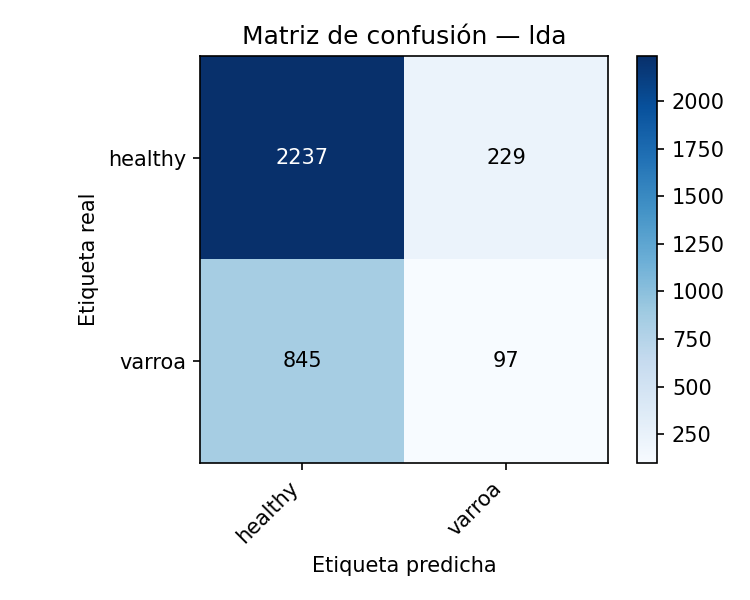 Matriz de confusión — lda
Etiqueta real
healthy
varroa
2237
229
845
97
healthy
varroa
Etiqueta predicha
2000
1750
1500
1250
1000
750
500
250